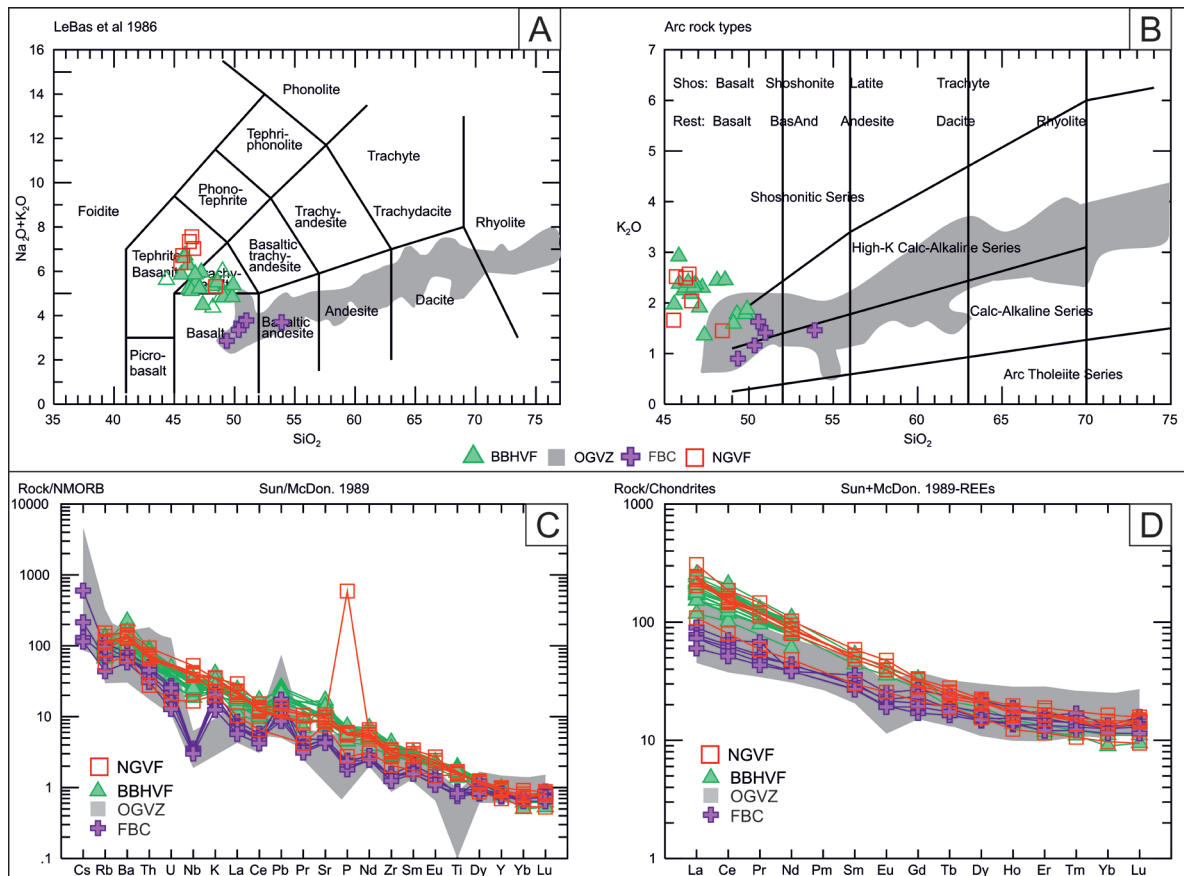 LeBas et al 1986
A
Arc rock types
B
16
14
12
10
8
6
4
2
0
Na2O+K2O
Phonolite
Tephri-
phonolite
Trachyte
Phono-
Tephrite
Foidite
Trachy-
andesite
Trachydacite
Rhyolite
Tephrite
Basanite
Basaltic
trachy-
andesite
Dacite
Andesite
Basalt
Basaltic
andesite
Picro-
basalt
35 40 45 50 55 60 65 70 75
SiO2
7
6
5
4
3
2
1
0
K2O
Shos: Basalt Shoshonite Latite Trachyte
Rest: Basalt BasAnd Andesite Dacite Rhyolite
Shoshonitic Series
High-K Calc-Alkaline Series
Calc-Alkaline Series
Arc Tholeiite Series
45 50 55 60 65 70 75
SiO2
BBHVF OGVZ FBC NGVF
Rock/NMORB Sun/McDon. 1989
C
10000
1000
100
10
1
.1
NGVF
BBHVF
OGVZ
FBC
Cs Rb Ba Th U Nb K La Ce Pb Pr Sr P Nd Zr Sm Eu Ti Dy Y Yb Lu
Rock/Chondrites Sun+McDon. 1989-REEs
D
1000
100
10
1
NGVF
BBHVF
OGVZ
FBC
La Ce Pr Nd Pm Sm Eu Gd Tb Dy Ho Er Tm Yb Lu